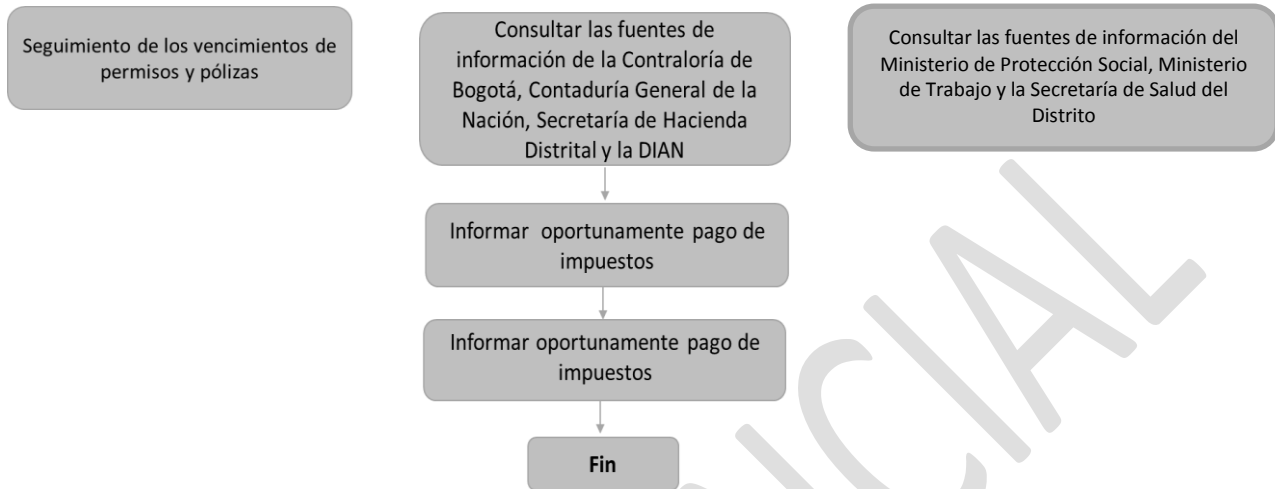 Seguimiento de los vencimientos de
permisos y pólizas
Consultar las fuentes de
información de la Contraloría de
Bogotá, Contaduría General de la
Nación, Secretaría de Hacienda
Distrital y la DIAN
Consultar las fuentes de información del
Ministerio de Protección Social, Ministerio
de Trabajo y la Secretaría de Salud del
Distrito
Informar oportunamente pago de
impuestos
Informar oportunamente pago de
impuestos
Fin
NCIAL